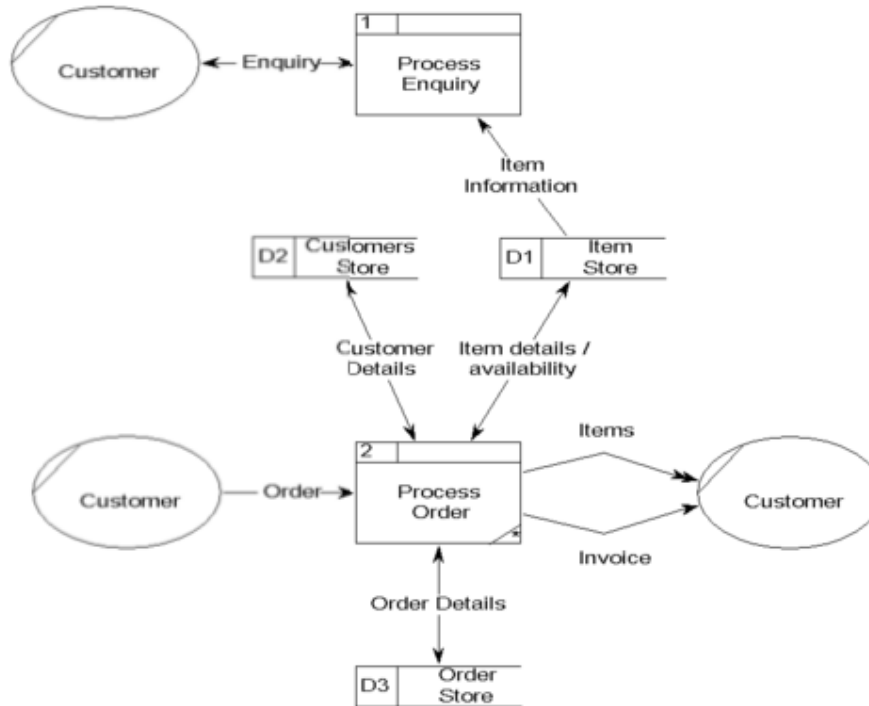 1
Customer
Enquiry
Process
Enquiry
Item
Information
D2
Customers
Store
D1
Item
Store
Customer
Details
Item details /
availability
2
Items
Customer
Order
Process
Order
*
Customer
Invoice
Order Details
D3
Order
Store